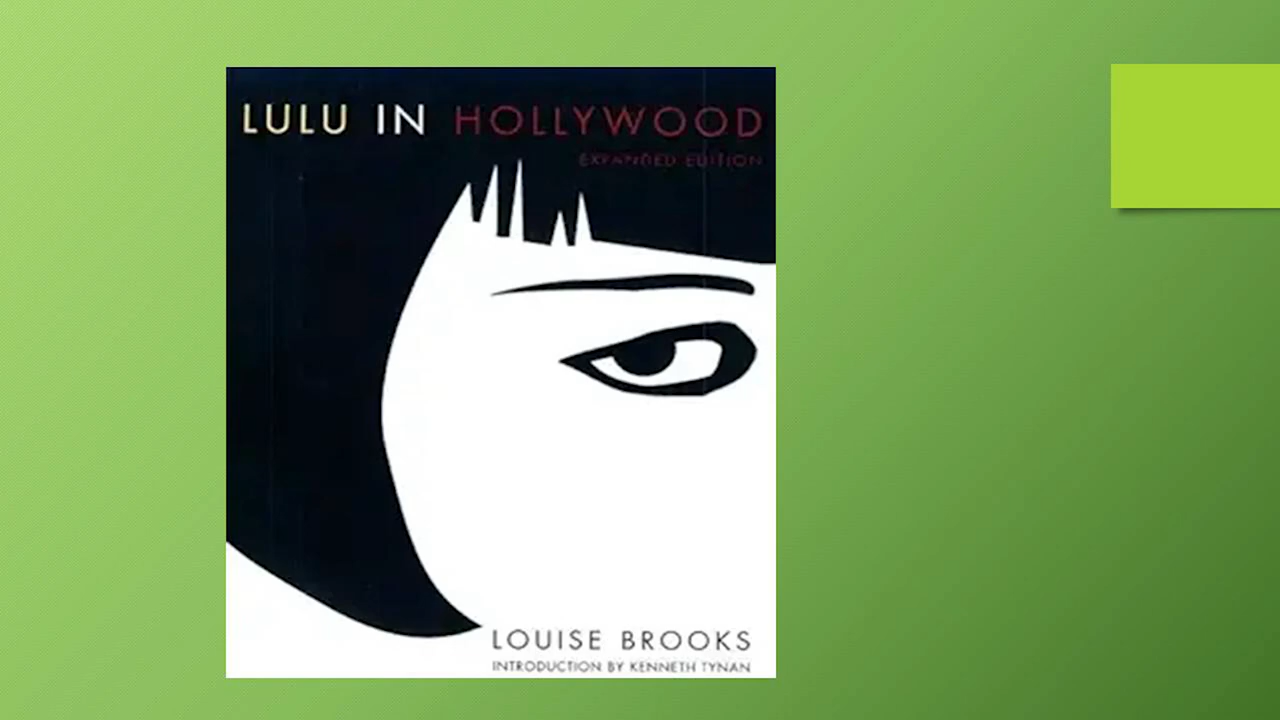 LULU IN HOLLYWOOD
EXPANDED EDITION
LOUISE BROOKS
INTRODUCTION BY KENNETH TYNAN